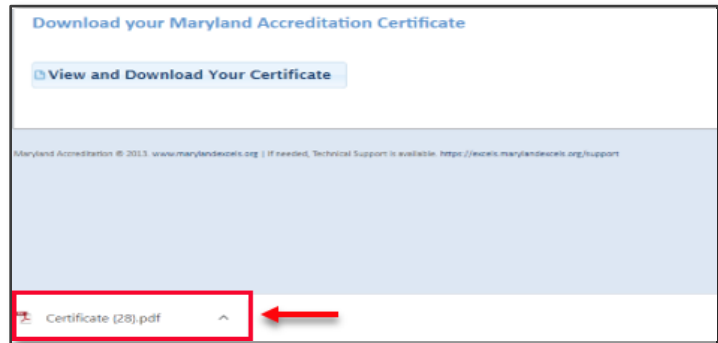 Download your Maryland Accreditation Certificate
View and Download Your Certificate
Maryland Accreditation © 2013. www.marylandexcels.org | If needed, Technical Support is available. https://excels.marylandexcels.org/support
Certificate (28).pdf